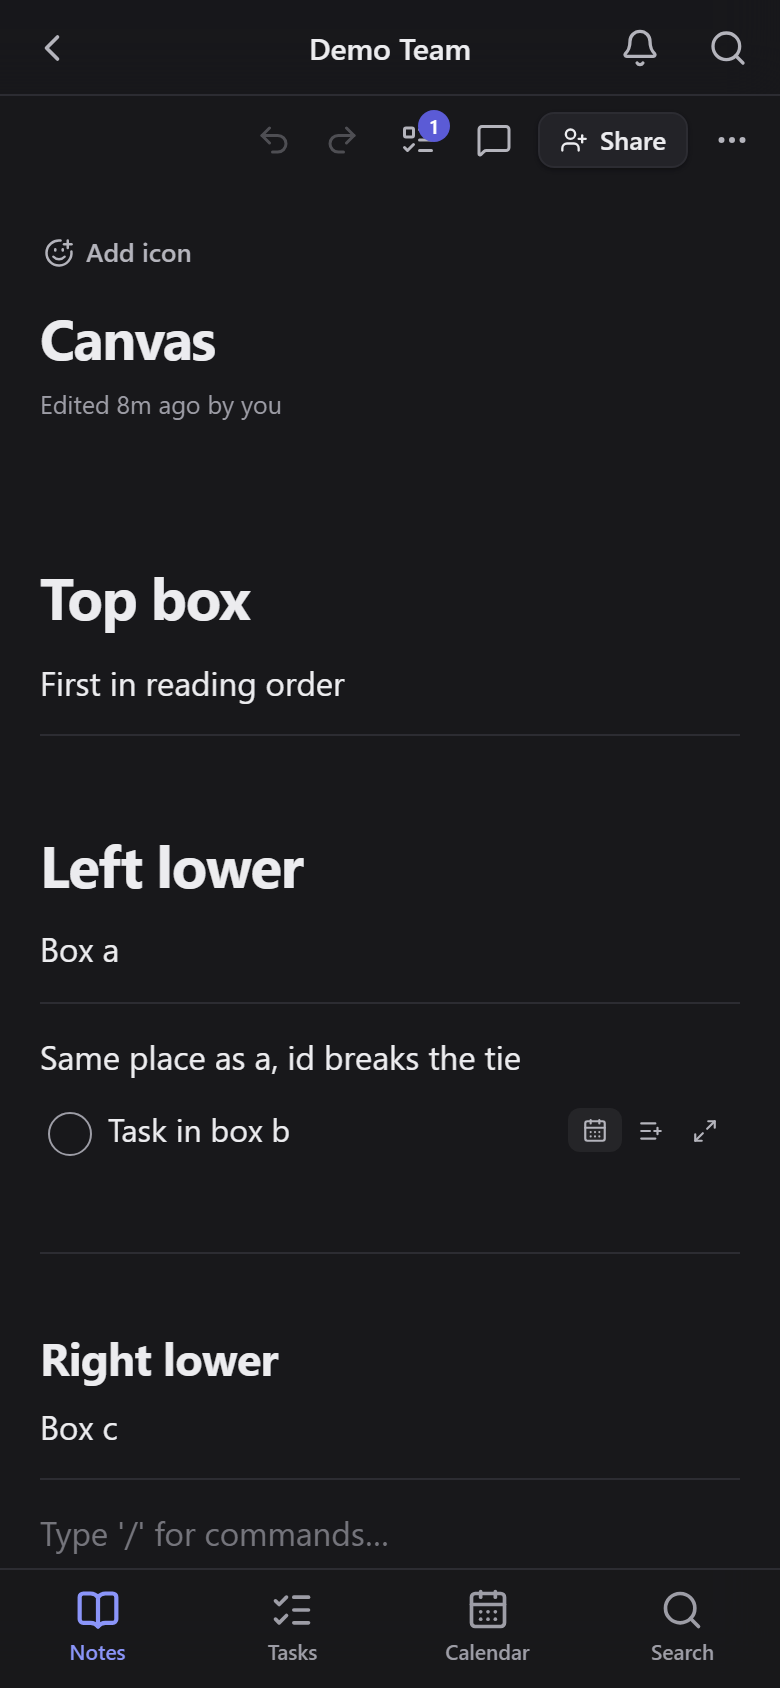 Demo Team
1
Share
Add icon
Canvas
Edited 8m ago by you
Top box
First in reading order
Left lower
Box a
Same place as a, id breaks the tie
Task in box b
Right lower
Box c
Type '/' for commands...
Notes
Tasks
Calendar
Search